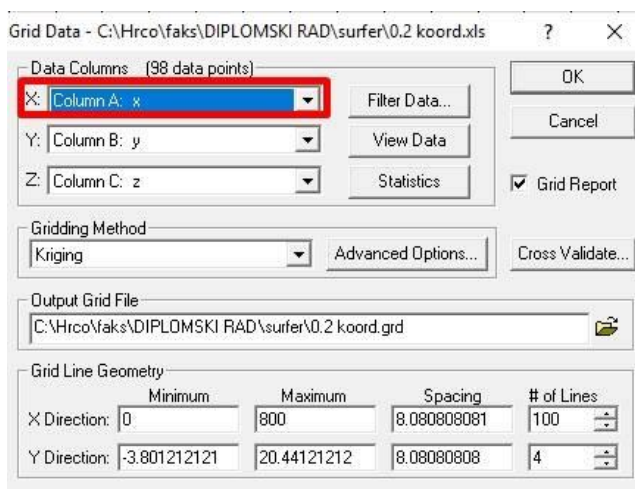 Grid Data - C:\Hrco\faks\DIPLOMSKI RAD\surfer\0.2 koord.xls ? ×
Data Columns (98 data points)
X: Column A: x
Y: Column B: y
Z: Column C: z
Filter Data...
View Data
Statistics
OK
Cancel
Grid Report
Gridding Method
Kriging
Advanced Options...
Cross Validate...
Output Grid File
C:\Hrco\faks\DIPLOMSKI RAD\surfer\0.2 koord.grd
Grid Line Geometry
Minimum Maximum Spacing # of Lines
X Direction: 0 800 8.080808081 100
Y Direction: -3.801212121 20.44121212 8.08080808 4